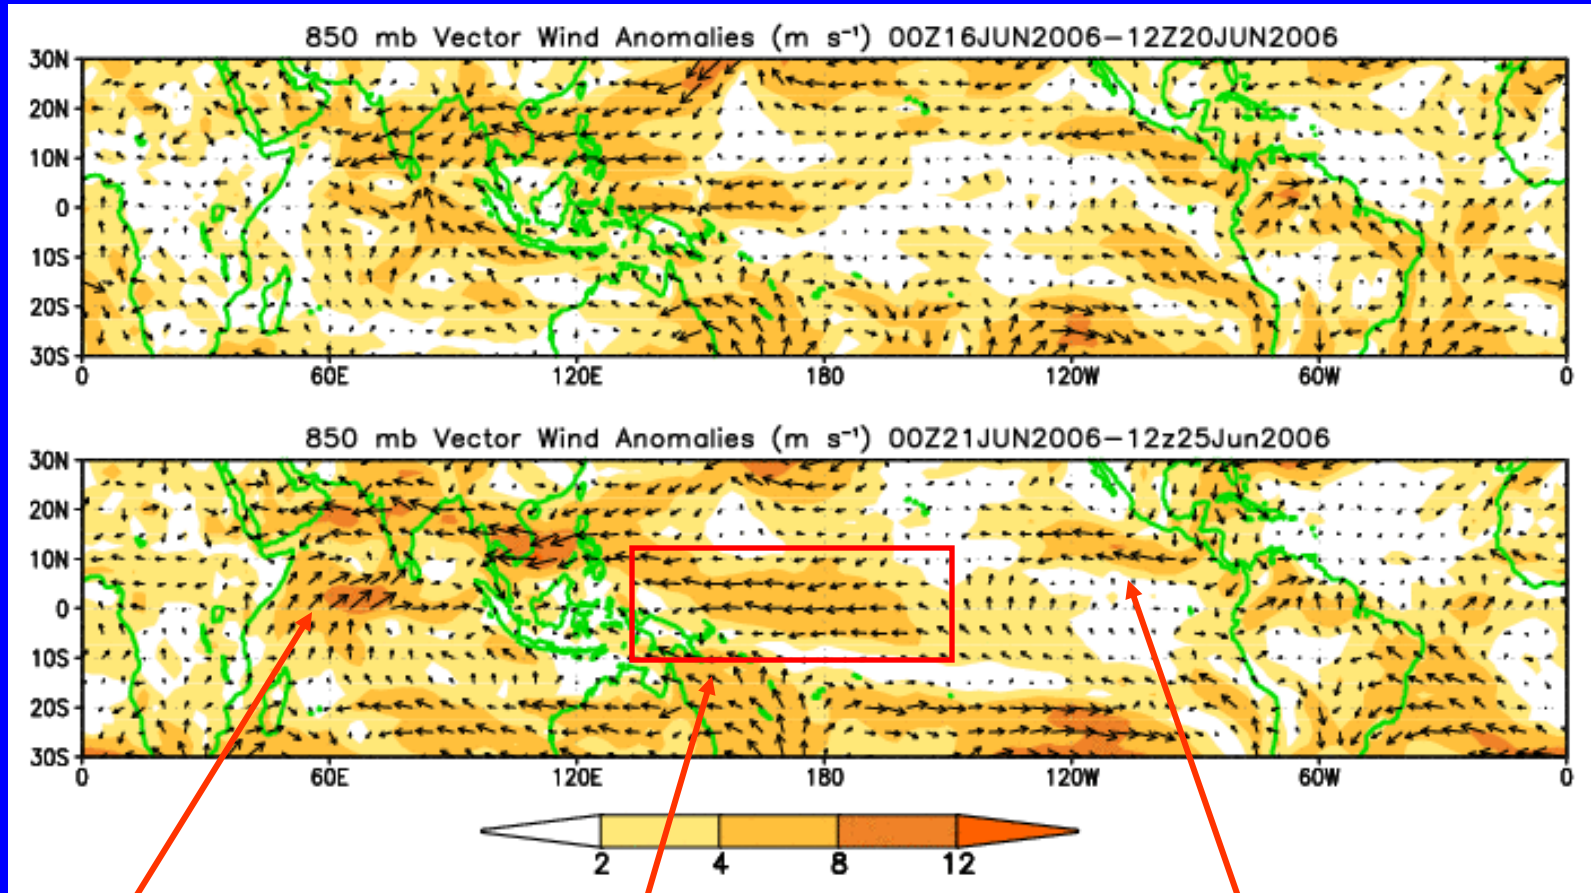 850 mb Vector Wind Anomalies (m s⁻¹) 00Z16JUN2006–12Z20JUN2006
30N
20N
10N
0
10S
20S
30S
0 60E 120E 180 120W 60W 0
850 mb Vector Wind Anomalies (m s⁻¹) 00Z21JUN2006–12z25Jun2006
30N
20N
10N
0
10S
20S
30S
0 60E 120E 180 120W 60W 0
2 4 8 12